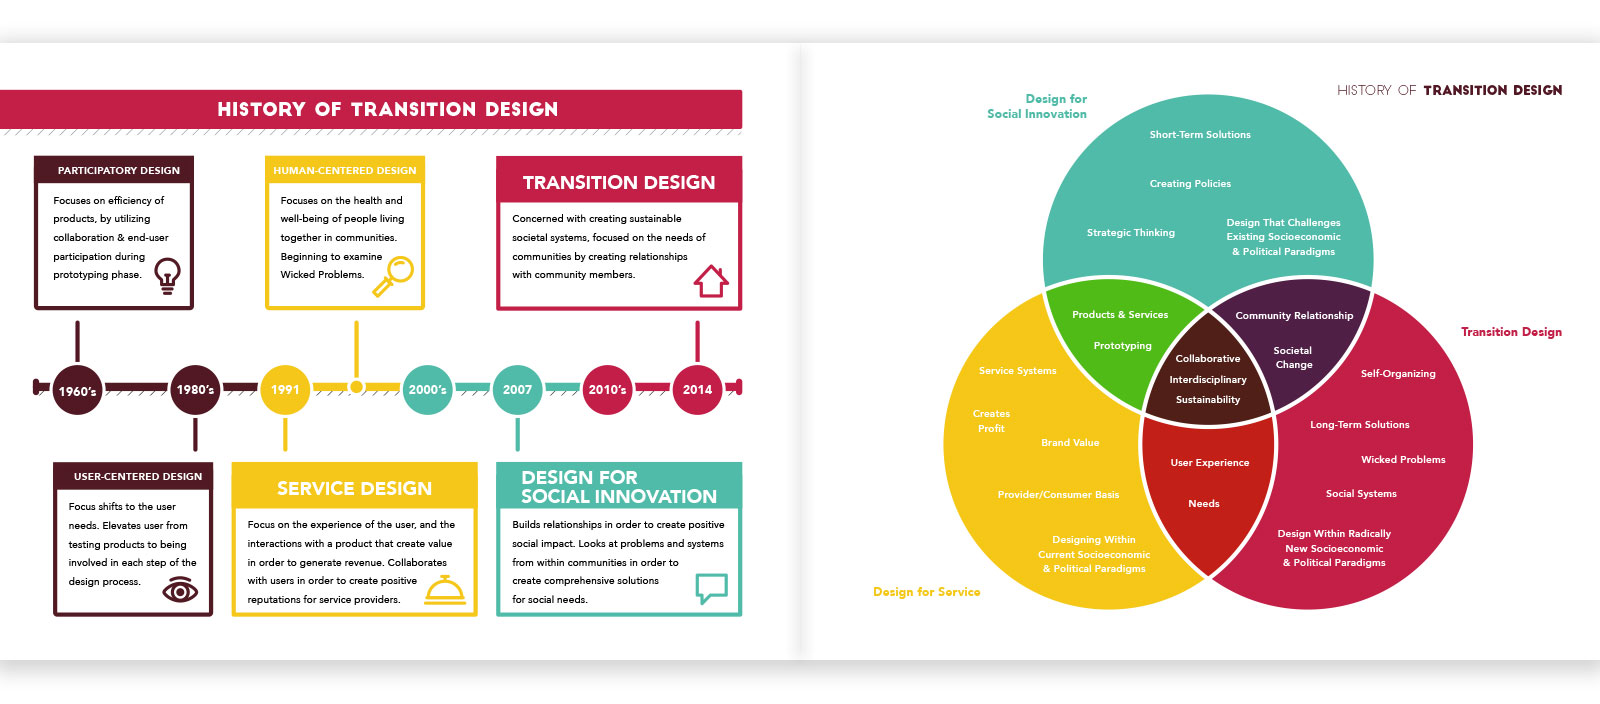 HISTORY OF TRANSITION DESIGN
PARTICIPATORY DESIGN
Focuses on efficiency of
products, by utilizing
collaboration & end-user
participation during
prototyping phase.
HUMAN-CENTERED DESIGN
Focuses on the health and
well-being of people living
together in communities.
Beginning to examine
Wicked Problems.
TRANSITION DESIGN
Concerned with creating sustainable
societal systems, focused on the needs of
communities by creating relationships
with community members.
1960's
1980's
1991
2000's
2007
2010's
2014
USER-CENTERED DESIGN
Focus shifts to the user
needs. Elevates user from
testing products to being
involved in each step of the
design process.
SERVICE DESIGN
Focus on the experience of the user, and the
interactions with a product that create value
in order to generate revenue. Collaborates
with users in order to create positive
reputations for service providers.
DESIGN FOR
SOCIAL INNOVATION
Builds relationships in order to create positive
social impact. Looks at problems and systems
from within communities in order to
create comprehensive solutions
for social needs.
HISTORY OF TRANSITION DESIGN
Design for
Social Innovation
Short-Term Solutions
Creating Policies
Strategic Thinking
Design That Challenges
Existing Socioeconomic
& Political Paradigms
Products & Services
Prototyping
Community Relationship
Societal
Change
Collaborative
Interdisciplinary
Sustainability
Transition Design
Service Systems
Creates
Profit
Brand Value
Provider/Consumer Basis
Designing Within
Current Socioeconomic
& Political Paradigms
User Experience
Needs
Self-Organizing
Long-Term Solutions
Wicked Problems
Social Systems
Design Within Radically
New Socioeconomic
& Political Paradigms
Design for Service